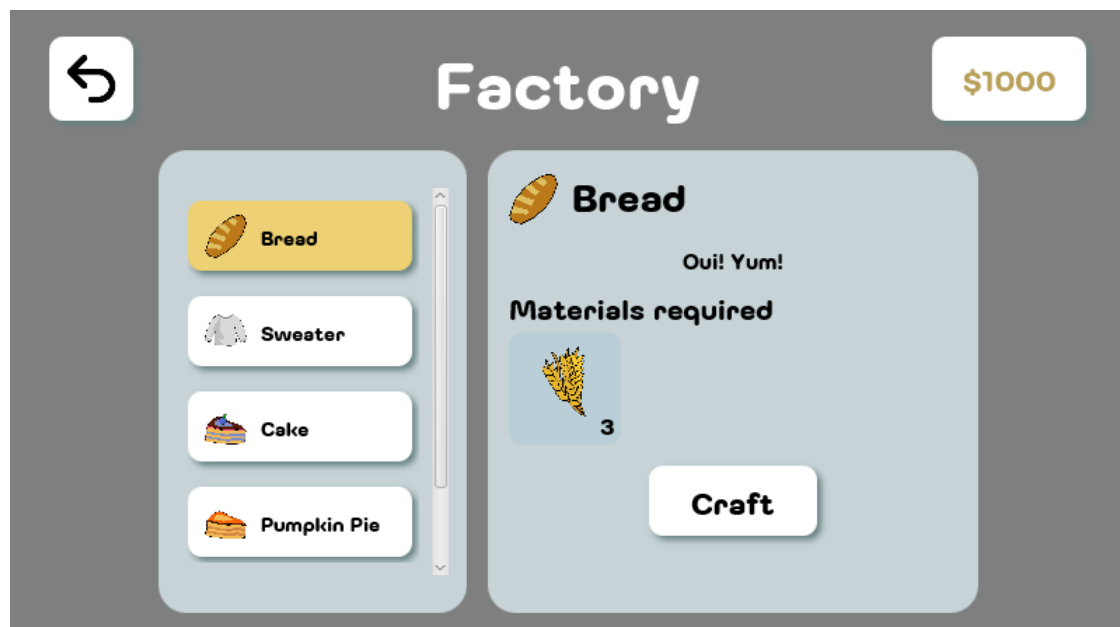 Factory
$1000
Bread
Sweater
Cake
Pumpkin Pie
Bread
Oui! Yum!
Materials required
3
Craft